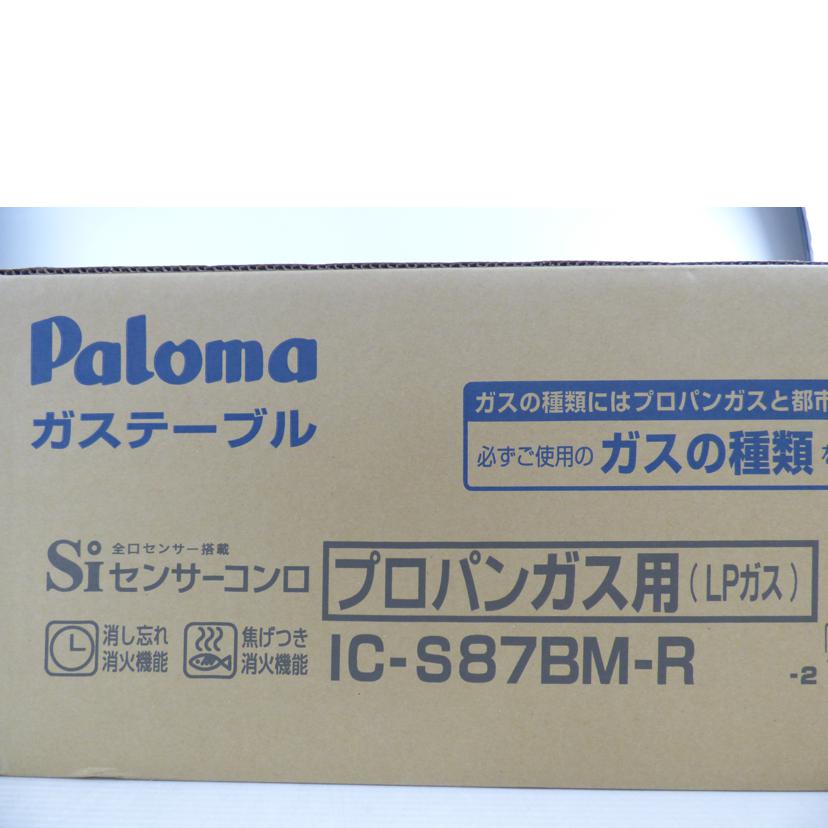 Paloma
ガステーブル
ガスの種類にはプロパンガスと都市
必ずご使用の ガスの種類
全口センサー搭載
Siセンサーコンロ
プロパンガス用(LPガス)
消し忘れ
消火機能
焦げつき
消火機能
IC-S87BM-R
-2